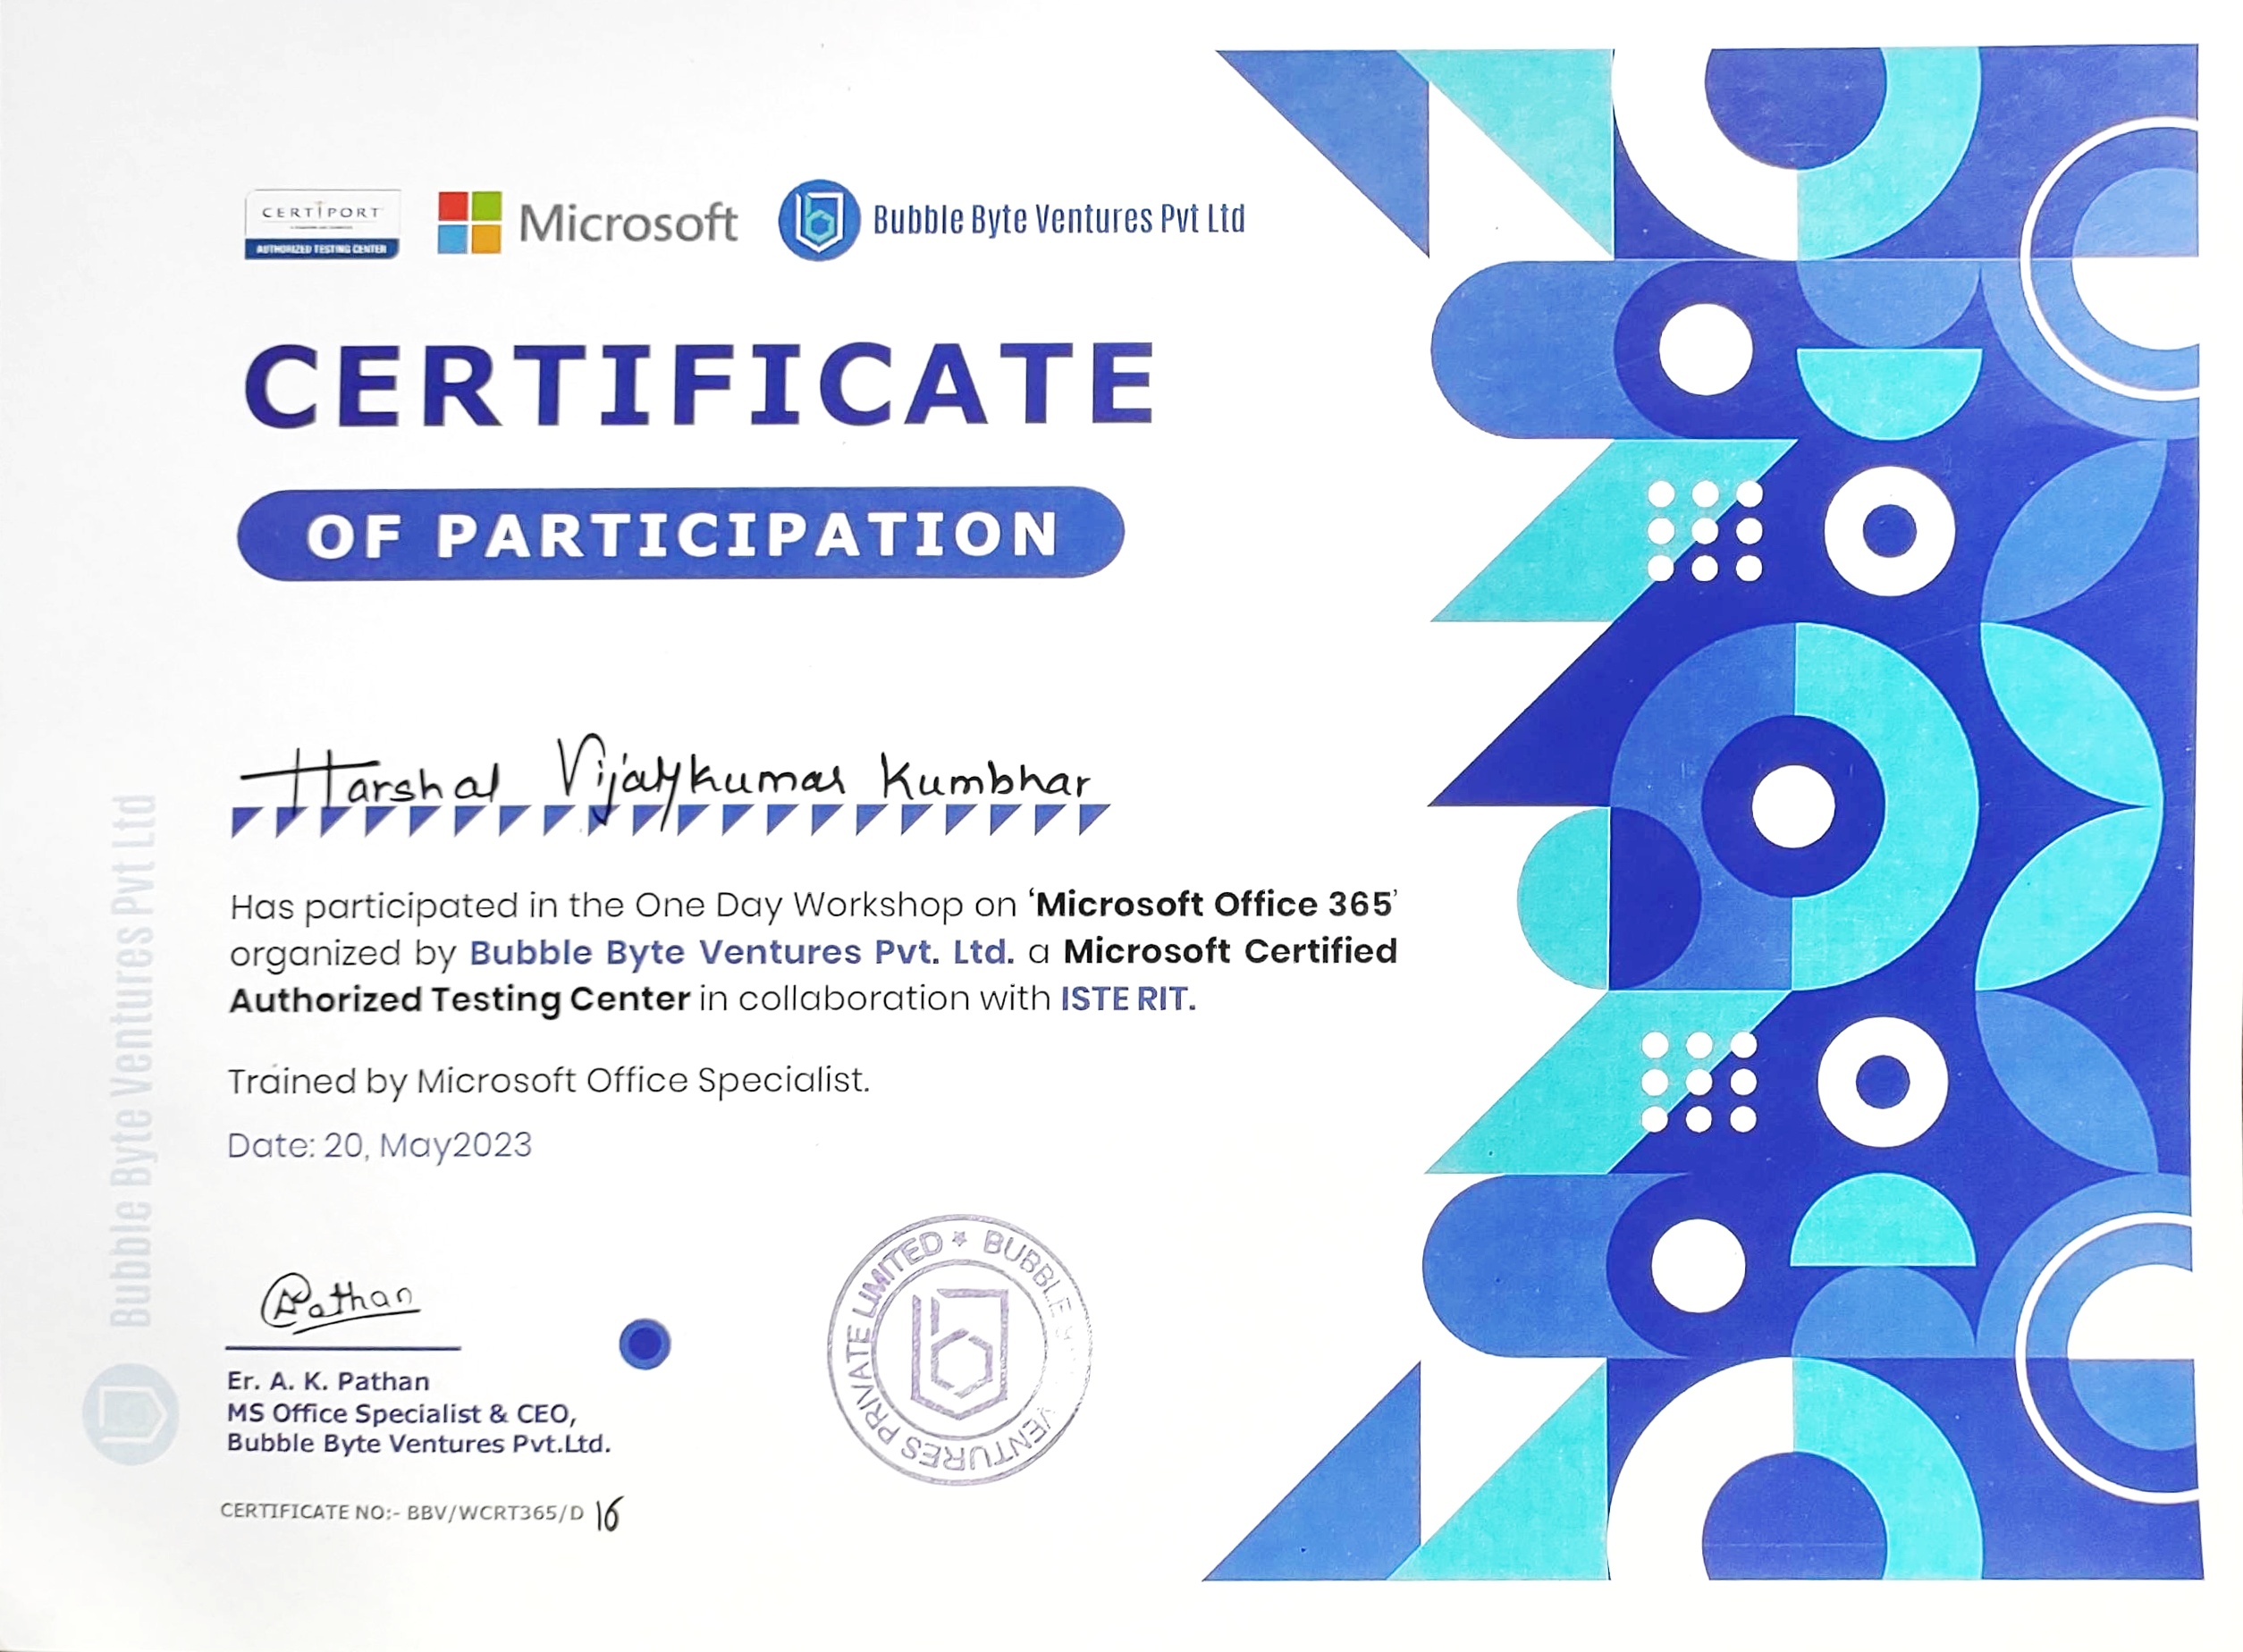 CERTIPORT
AUTHORIZED TESTING CENTER
Microsoft
Bubble Byte Ventures Pvt Ltd
CERTIFICATE
OF PARTICIPATION
Harshal Vijaykumar Kumbhar
Has participated in the One Day Workshop on ‘Microsoft Office 365’
organized by Bubble Byte Ventures Pvt. Ltd. a Microsoft Certified
Authorized Testing Center in collaboration with ISTE RIT.
Trained by Microsoft Office Specialist.
Date: 20, May2023
APathan
Er. A. K. Pathan
MS Office Specialist & CEO,
Bubble Byte Ventures Pvt.Ltd.
CERTIFICATE NO:- BBV/WCRT365/D 16
BUBBLE VENTURES PRIVATE LIMITED *
Bubble Byte Ventures Pvt Ltd